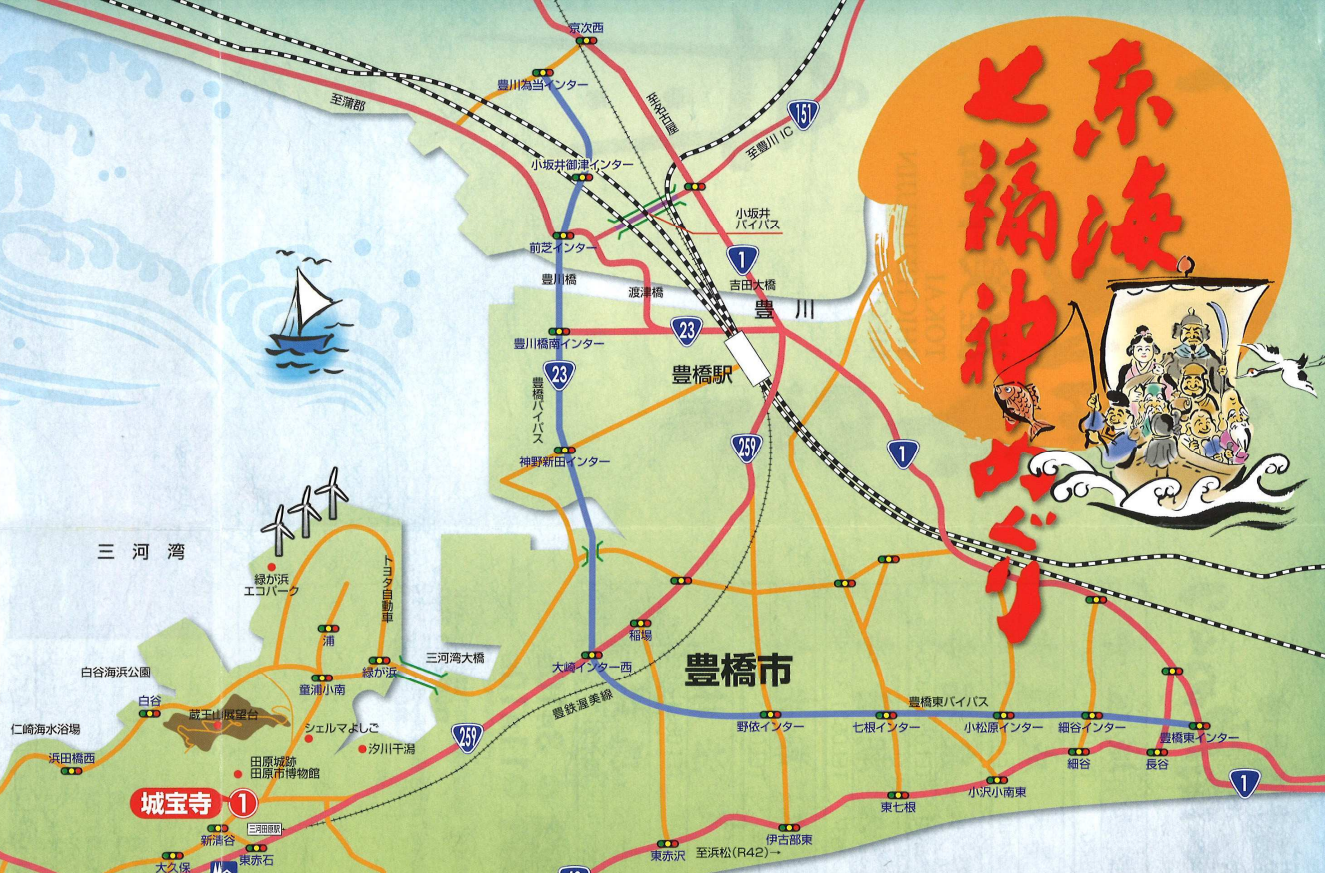 東海
七福神めぐり
京次西
豊川為当インター
至蒲郡
至名古屋
151
至豊川IC
小坂井御津インター
小坂井
バイパス
前芝インター
1
豊川橋
渡津橋
吉田大橋
豊川
豊川橋南インター
23
豊橋駅
23
豊橋バイパス
259
1
神野新田インター
三河湾
緑が浜
エコパーク
トヨタ自動車
浦
稲場
白谷海浜公園
童浦小南
緑が浜
三河湾大橋
大崎インター西
豊橋市
白谷
蔵王山展望台
豊鉄渥美線
豊橋東バイパス
仁崎海水浴場
シェルマよしご
259
野依インター
七根インター
小松原インター
細谷インター
豊橋東インター
浜田橋西
汐川干潟
細谷
長谷
田原城跡
田原市博物館
小沢小南東
1
城宝寺
1
東七根
新清谷
三河田原駅
伊古部東
大久保
東赤石
東赤沢
至浜松(R42)→